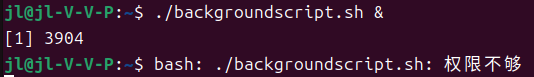 jl@jl-V-V-P:~$ ./backgroundscript.sh &
[1] 3904
jl@jl-V-V-P:~$ bash: ./backgroundscript.sh: 权限不够